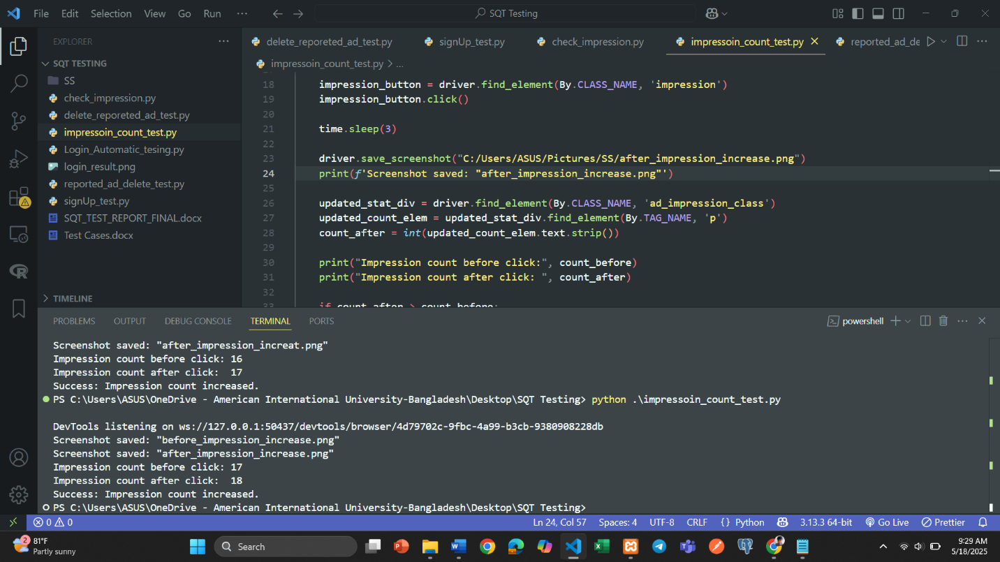 File Edit Selection View Go Run ··· SQT Testing
EXPLORER ···
delete_reporeted_ad_test.py signUp_test.py check_impression.py impressoin_count_test.py reported_ad_de
SQT TESTING
impressoin_count_test.py > ...
SS
check_impression.py
delete_reporeted_ad_test.py
impressoin_count_test.py
Login_Automatic_tesing.py
login_result.png
reported_ad_delete_test.py
signUp_test.py
SQT_TEST_REPORT_FINAL.docx
Test Cases.docx
TIMELINE
18 impression_button = driver.find_element(By.CLASS_NAME, 'impression')
19 impression_button.click()
20
21 time.sleep(3)
22
23 driver.save_screenshot("C:/Users/ASUS/Pictures/SS/after_impression_increase.png")
24 print(f'Screenshot saved: "after_impression_increase.png"')
25
26 updated_stat_div = driver.find_element(By.CLASS_NAME, 'ad_impression_class')
27 updated_count_elem = updated_stat_div.find_element(By.TAG_NAME, 'p')
28 count_after = int(updated_count_elem.text.strip())
29
30 print("Impression count before click:", count_before)
31 print("Impression count after click: ", count_after)
32
33 if count_after > count_before:
PROBLEMS OUTPUT DEBUG CONSOLE TERMINAL PORTS powershell
Screenshot saved: "after_impression_increat.png"
Impression count before click: 16
Impression count after click:  17
Success: Impression count increased.
PS C:\Users\ASUS\OneDrive - American International University-Bangladesh\Desktop\SQT Testing> python .\impressoin_count_test.py
DevTools listening on ws://127.0.0.1:50437/devtools/browser/4d79702c-9fbc-4a99-b3cb-9380908228db
Screenshot saved: "before_impression_increase.png"
Screenshot saved: "after_impression_increase.png"
Impression count before click: 17
Impression count after click:  18
Success: Impression count increased.
PS C:\Users\ASUS\OneDrive - American International University-Bangladesh\Desktop\SQT Testing>
0 0 Ln 24, Col 57 Spaces: 4 UTF-8 CRLF {} Python 3.13.3 64-bit Go Live Prettier
2 81°F
Partly sunny
Search
9:29 AM
5/18/2025